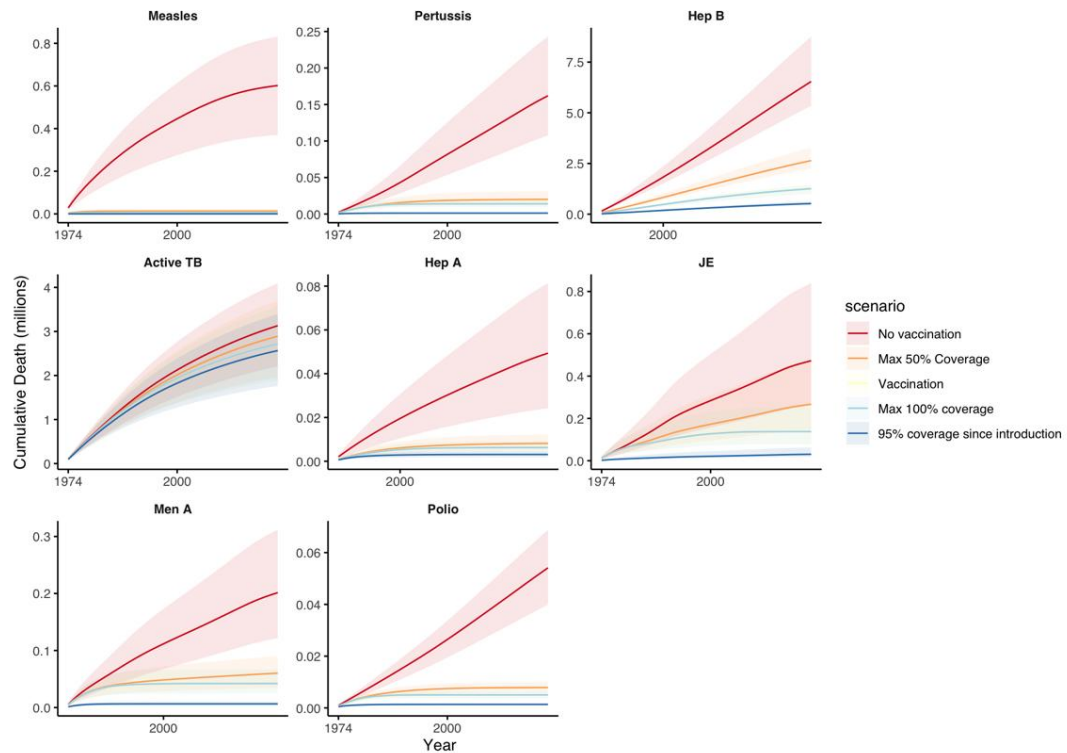 Measles
0.8
0.6
0.4
0.2
0.0
1974 2000
Pertussis
0.25
0.20
0.15
0.10
0.05
0.00
1974 2000
Hep B
7.5
5.0
2.5
0.0
2000
Active TB
4
3
2
1
0
1974 2000
Hep A
0.08
0.06
0.04
0.02
0.00
2000
JE
0.8
0.6
0.4
0.2
0.0
1974 2000
Men A
0.3
0.2
0.1
0.0
2000
Polio
0.06
0.04
0.02
0.00
1974 2000
Cumulative Death (millions)
Year
scenario
No vaccination
Max 50% Coverage
Vaccination
Max 100% coverage
95% coverage since introduction